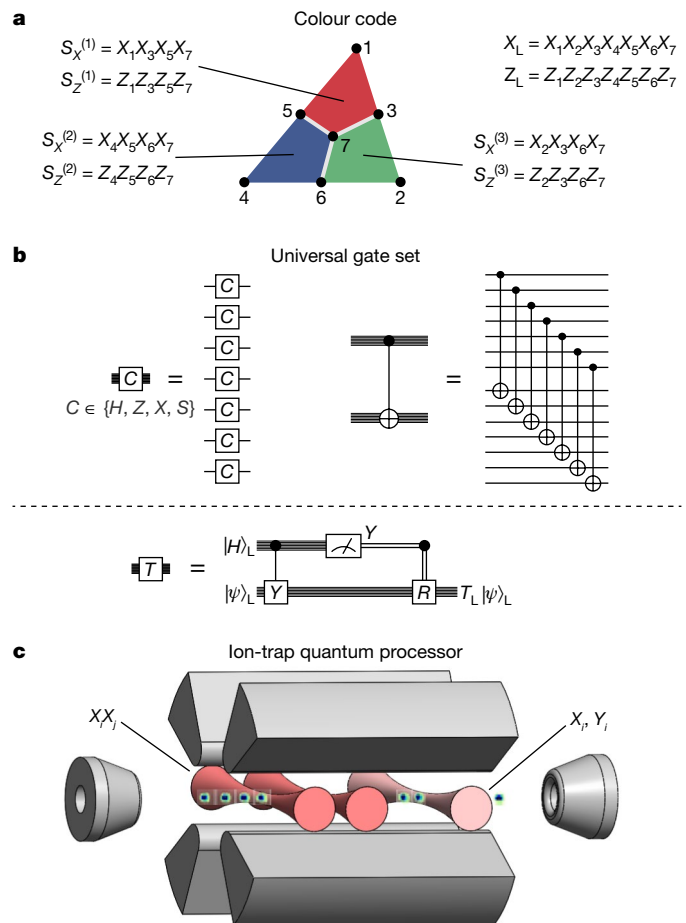 a Colour code
S_X^(1) = X_1X_3X_5X_7
S_Z^(1) = Z_1Z_3Z_5Z_7
X_L = X_1X_2X_3X_4X_5X_6X_7
Z_L = Z_1Z_2Z_3Z_4Z_5Z_6Z_7
1
5
3
7
S_X^(2) = X_4X_5X_6X_7
S_Z^(2) = Z_4Z_5Z_6Z_7
S_X^(3) = X_2X_3X_6X_7
S_Z^(3) = Z_2Z_3Z_6Z_7
4
6
2
b Universal gate set
C
C
C
C = C
C ∈ {H, Z, X, S}
C
C
C
=
T = |H⟩_L Y
|ψ⟩_L Y R T_L|ψ⟩_L
c Ion-trap quantum processor
X_iX_j
X_i, Y_i